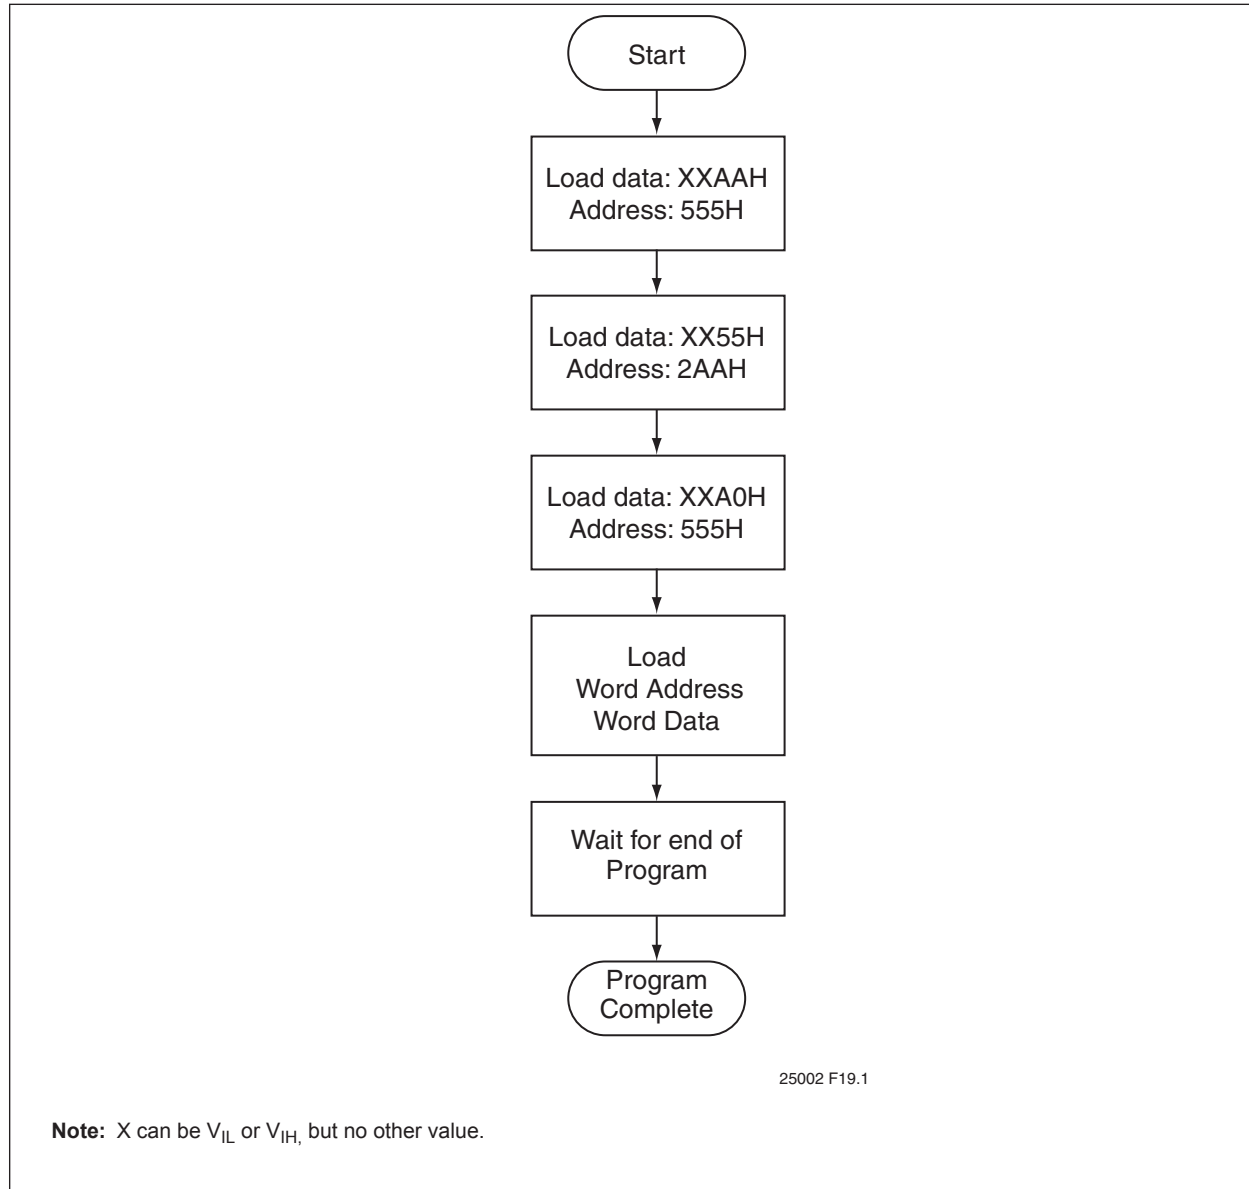 Start
Load data: XXAAH
Address: 555H
Load data: XX55H
Address: 2AAH
Load data: XXA0H
Address: 555H
Load
Word Address
Word Data
Wait for end of
Program
Program
Complete
25002 F19.1
Note: X can be VIL or VIH, but no other value.